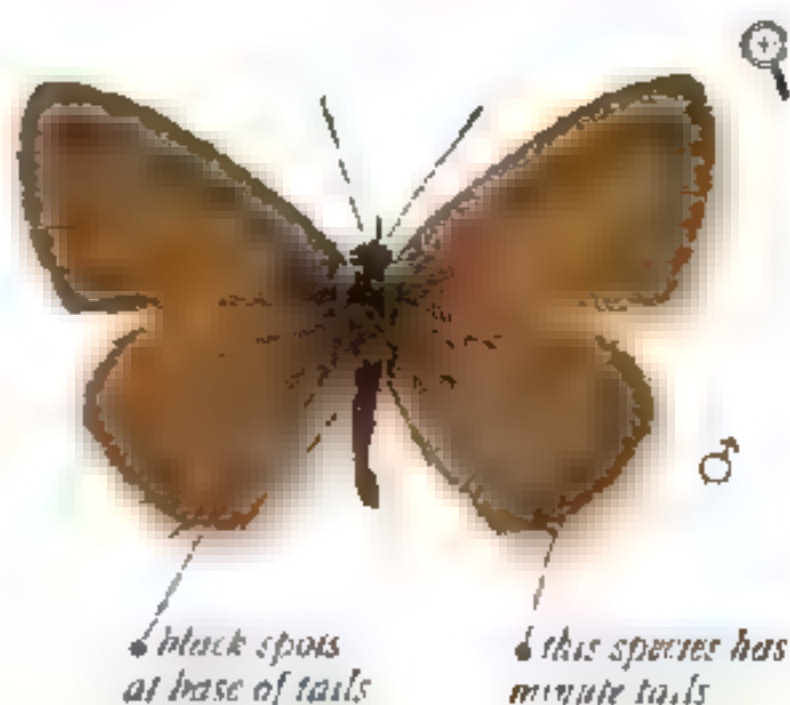 black spots
at base of tails
this species has
minute tails